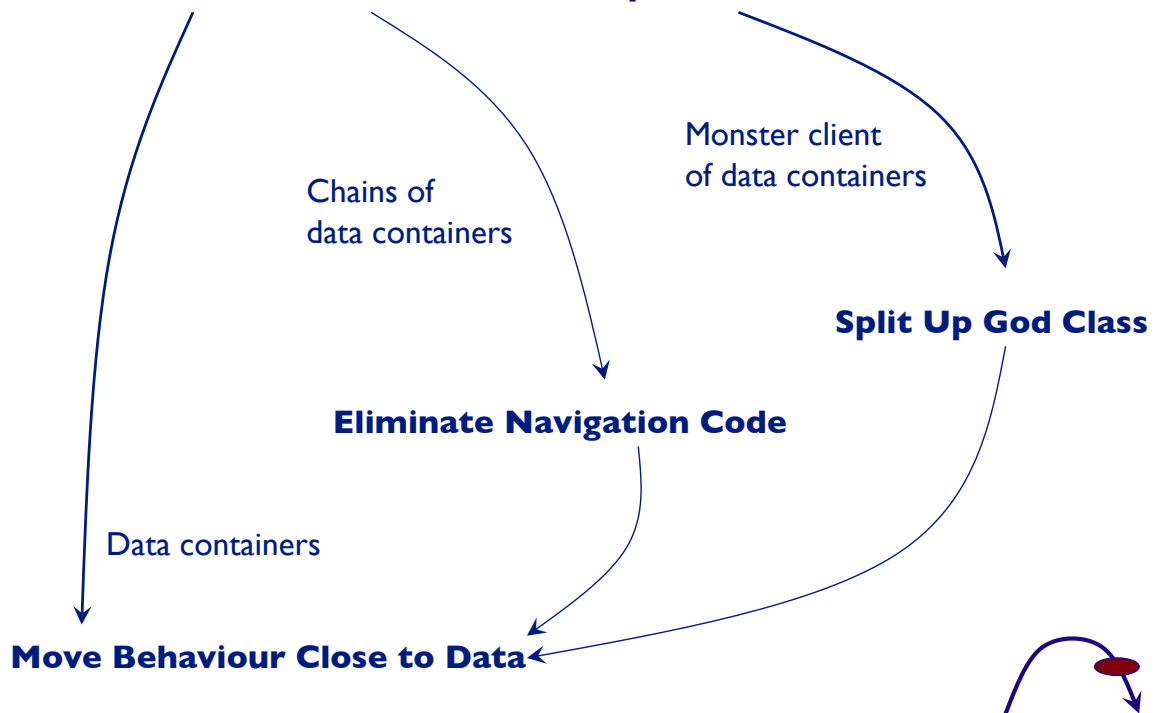 Monster client
of data containers
Chains of
data containers
Split Up God Class
Eliminate Navigation Code
Data containers
Move Behaviour Close to Data